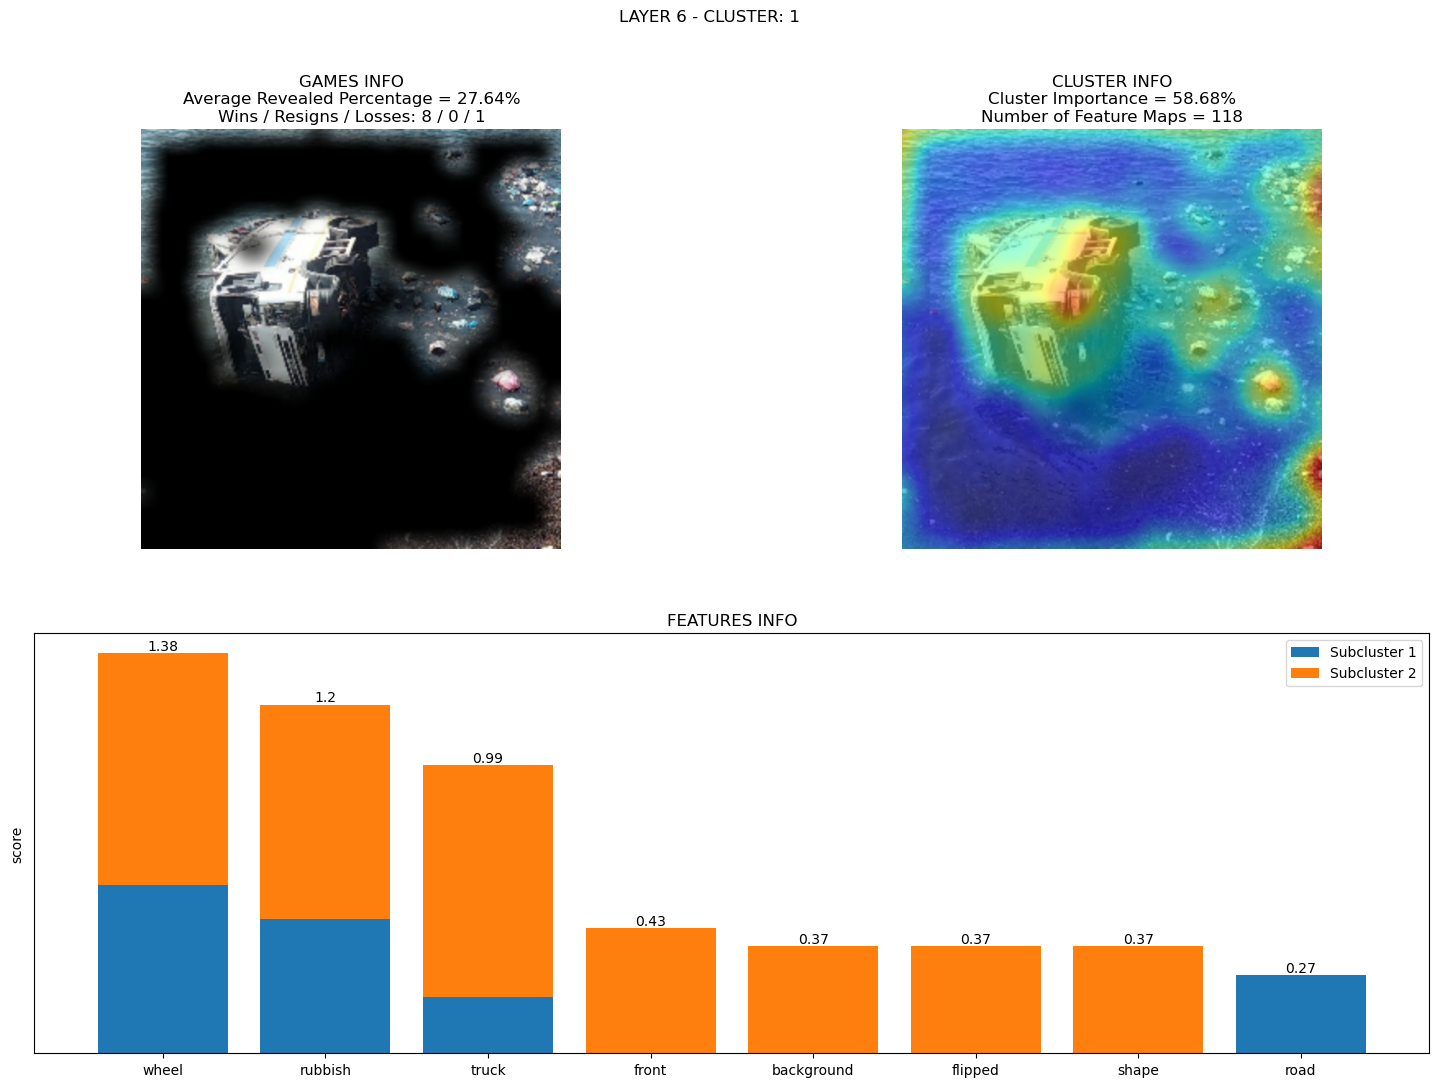 LAYER 6 - CLUSTER: 1
GAMES INFO
Average Revealed Percentage = 27.64%
Wins / Resigns / Losses: 8 / 0 / 1
CLUSTER INFO
Cluster Importance = 58.68%
Number of Feature Maps = 118
FEATURES INFO
Subcluster 1
Subcluster 2
1.38
1.2
0.99
0.43
0.37
0.37
0.37
0.27
score
wheel
rubbish
truck
front
background
flipped
shape
road